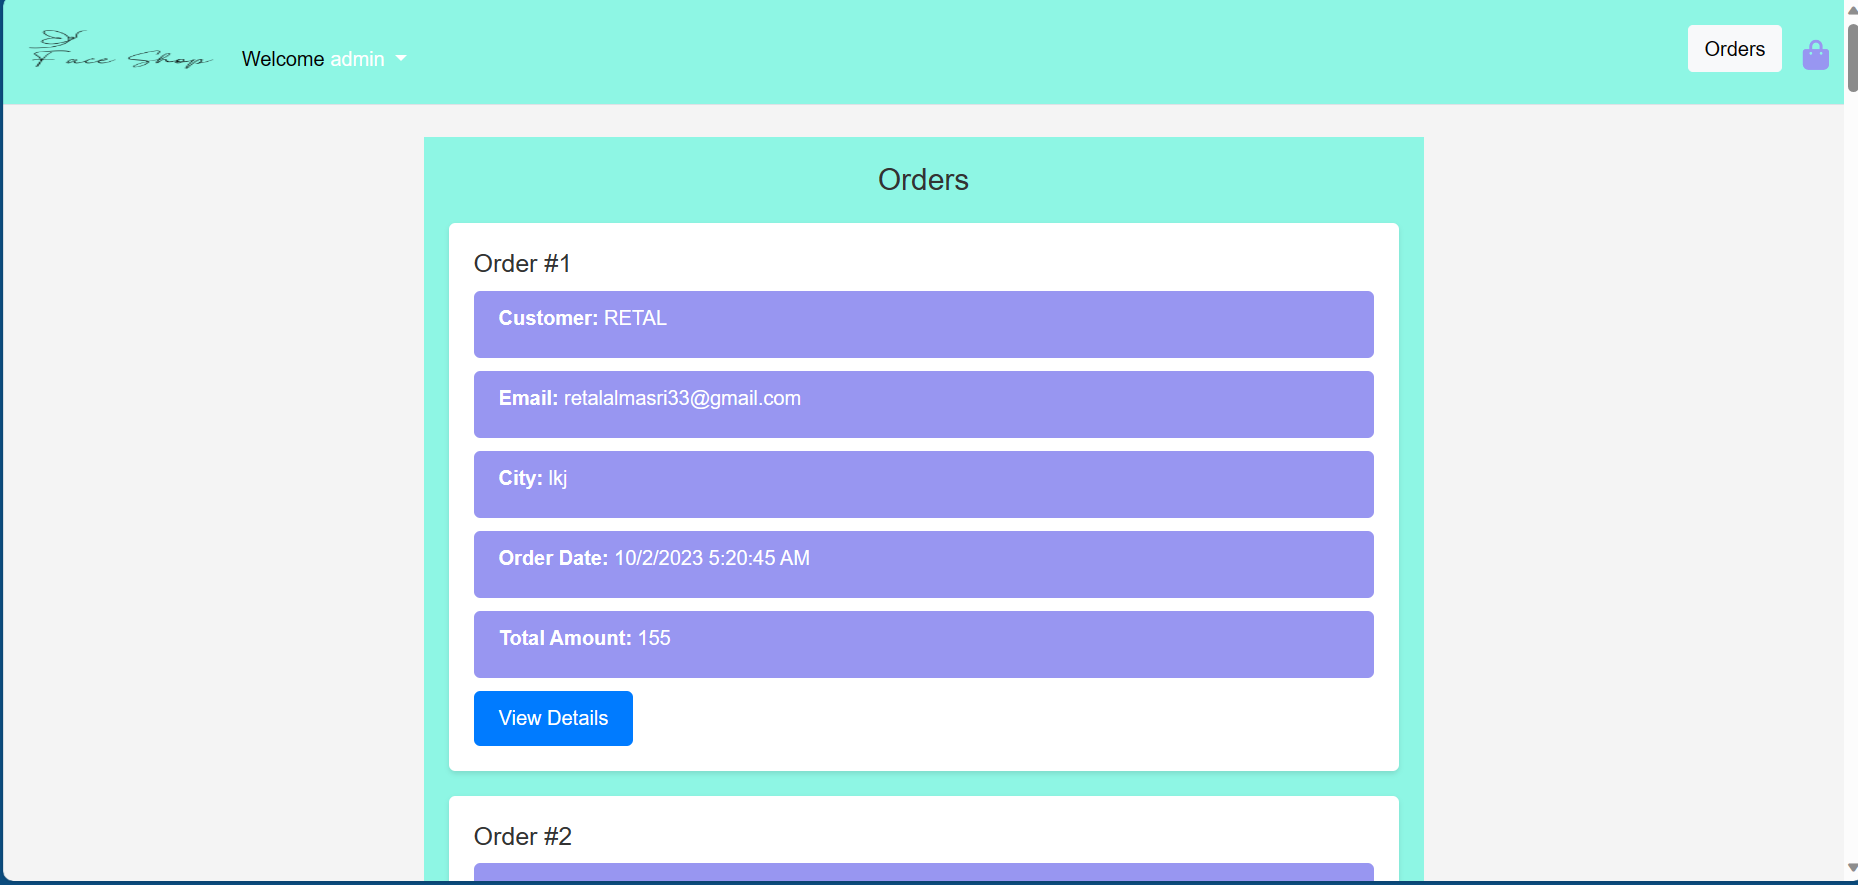 Face Shop
Welcome admin
Orders
Orders
Order #1
Customer: RETAL
Email: retalalmasri33@gmail.com
City: lkj
Order Date: 10/2/2023 5:20:45 AM
Total Amount: 155
View Details
Order #2